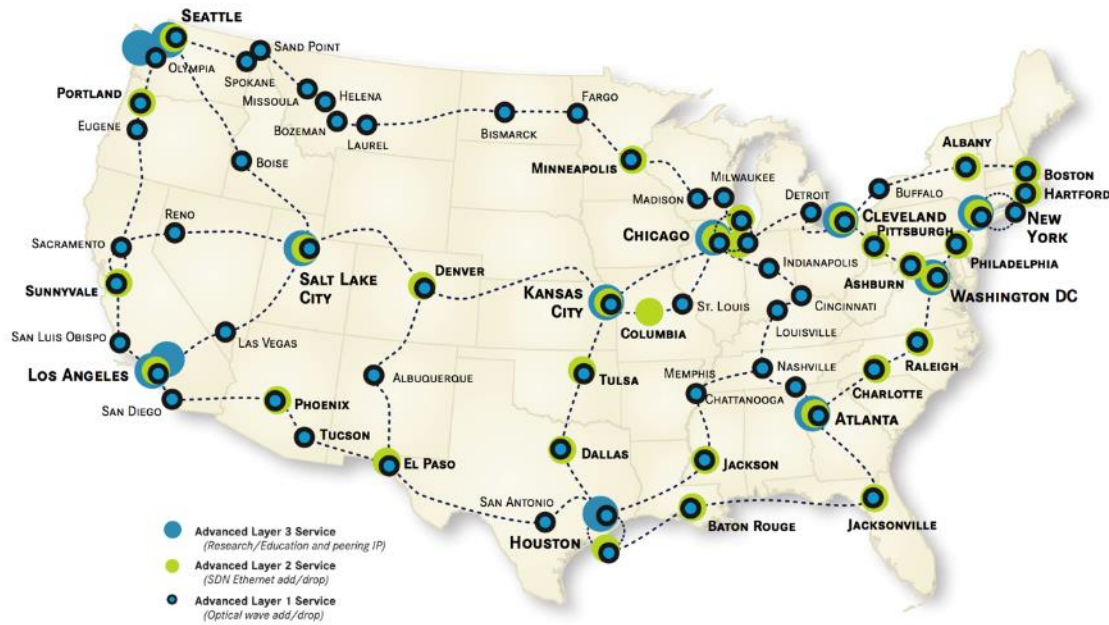 SEATTLE
SAND POINT
OLYMPIA
SPOKANE
MISSOULA
HELENA
PORTLAND
EUGENE
BOZEMAN
LAUREL
BISMARCK
FARGO
BOISE
MINNEAPOLIS
MILWAUKEE
MADISON
DETROIT
BUFFALO
ALBANY
BOSTON
HARTFORD
NEW
YORK
CLEVELAND
PITTSBURGH
PHILADELPHIA
ASHBURN
WASHINGTON DC
RENO
SACRAMENTO
SUNNYVALE
SALT LAKE
CITY
DENVER
CHICAGO
INDIANAPOLIS
KANSAS
CITY
COLUMBIA
ST. LOUIS
CINCINNATI
LOUISVILLE
SAN LUIS OBISPO
LAS VEGAS
LOS ANGELES
SAN DIEGO
ALBUQUERQUE
TULSA
MEMPHIS
NASHVILLE
CHATTANOOGA
RALEIGH
CHARLOTTE
ATLANTA
PHOENIX
TUCSON
EL PASO
DALLAS
JACKSON
SAN ANTONIO
HOUSTON
BATON ROUGE
JACKSONVILLE
Advanced Layer 3 Service
(Research/Education and peering IP)
Advanced Layer 2 Service
(SDN Ethernet add/drop)
Advanced Layer 1 Service
(Optical wave add/drop)